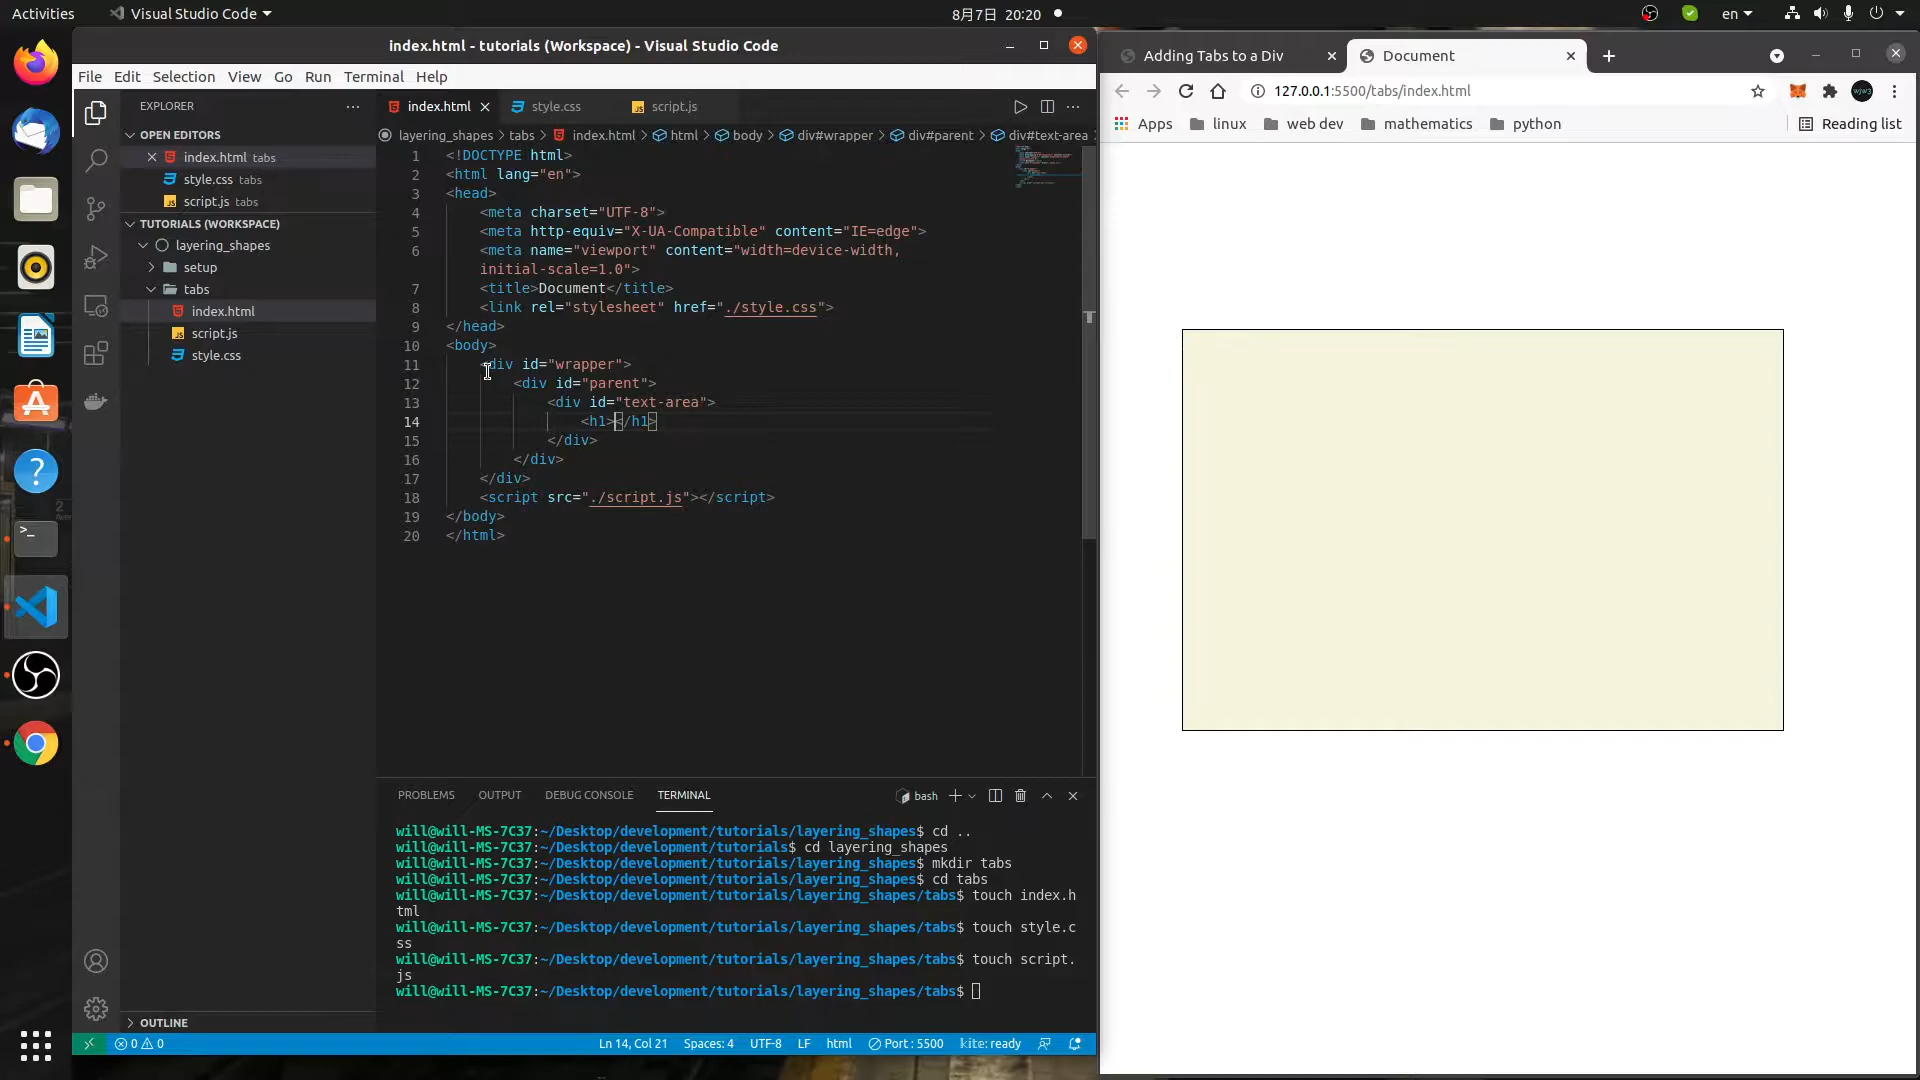 Activities
Visual Studio Code
8月7日 20:20
en
index.html - tutorials (Workspace) - Visual Studio Code
File Edit Selection View Go Run Terminal Help
EXPLORER
OPEN EDITORS
index.html tabs
style.css tabs
script.js tabs
TUTORIALS (WORKSPACE)
layering_shapes
setup
tabs
index.html
script.js
style.css
OUTLINE
index.html style.css script.js
layering_shapes > tabs > index.html > html > body > div#wrapper > div#parent > div#text-area
1 <!DOCTYPE html>
2 <html lang="en">
3 <head>
4 <meta charset="UTF-8">
5 <meta http-equiv="X-UA-Compatible" content="IE=edge">
6 <meta name="viewport" content="width=device-width,
initial-scale=1.0">
7 <title>Document</title>
8 <link rel="stylesheet" href="./style.css">
9 </head>
10 <body>
11 <div id="wrapper">
12 <div id="parent">
13 <div id="text-area">
14 <h1></h1>
15 </div>
16 </div>
17 </div>
18 <script src="./script.js"></script>
19 </body>
20 </html>
PROBLEMS OUTPUT DEBUG CONSOLE TERMINAL
bash
will@will-MS-7C37:~/Desktop/development/tutorials/layering_shapes$ cd ..
will@will-MS-7C37:~/Desktop/development/tutorials$ cd layering_shapes
will@will-MS-7C37:~/Desktop/development/tutorials/layering_shapes$ mkdir tabs
will@will-MS-7C37:~/Desktop/development/tutorials/layering_shapes$ cd tabs
will@will-MS-7C37:~/Desktop/development/tutorials/layering_shapes/tabs$ touch index.h
tml
will@will-MS-7C37:~/Desktop/development/tutorials/layering_shapes/tabs$ touch style.c
ss
will@will-MS-7C37:~/Desktop/development/tutorials/layering_shapes/tabs$ touch script.
js
will@will-MS-7C37:~/Desktop/development/tutorials/layering_shapes/tabs$
0 0
Ln 14, Col 21
Spaces: 4
UTF-8
LF
html
Port : 5500
kite: ready
Adding Tabs to a Div
Document
127.0.0.1:5500/tabs/index.html
Apps linux web dev mathematics python
Reading list